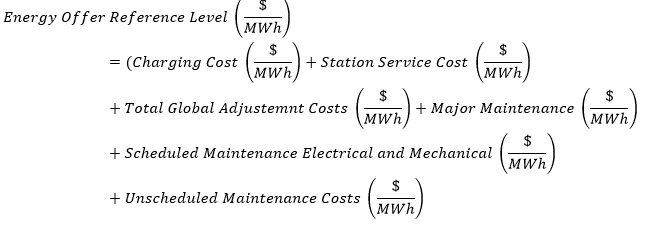 Energy Offer Reference Level ($/MWh)
= (Charging Cost ($/MWh) + Station Service Cost ($/MWh)
+ Total Global Adjustemnt Costs ($/MWh) + Major Maintenance ($/MWh)
+ Scheduled Maintenance Electrical and Mechanical ($/MWh)
+ Unscheduled Maintenance Costs ($/MWh)